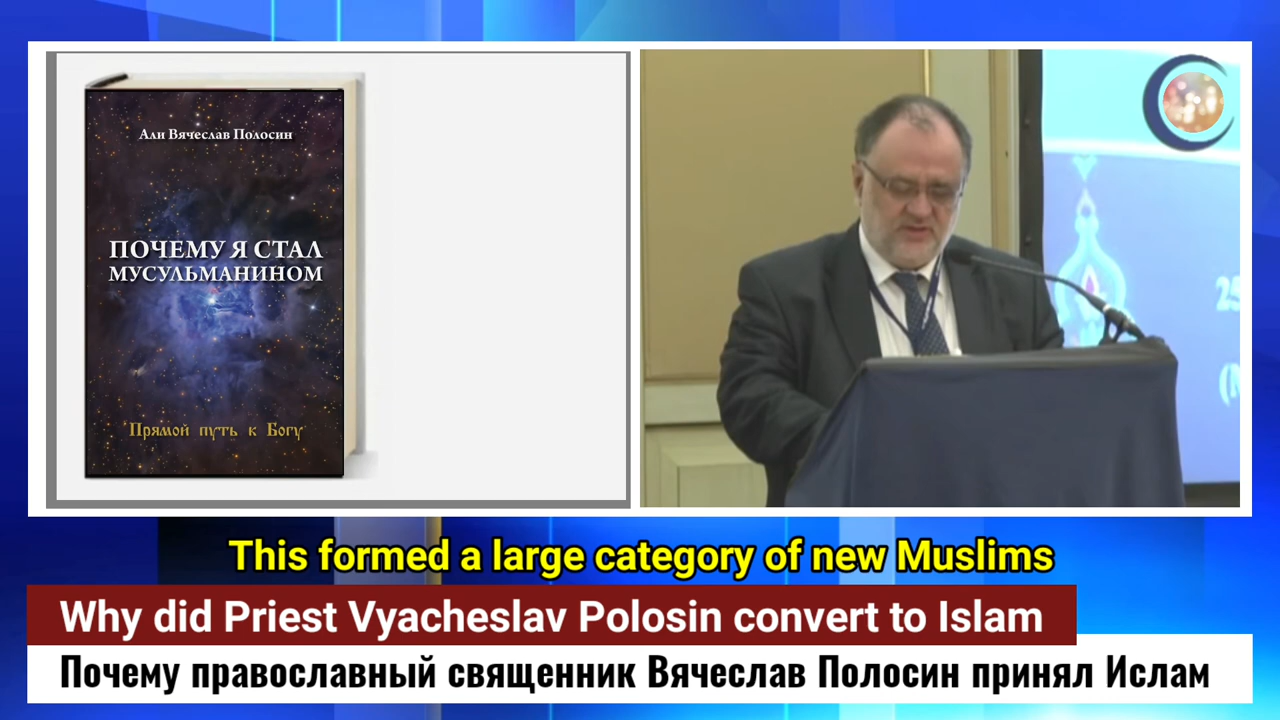 Али Вячеслав Полосин
ПОЧЕМУ Я СТАЛ
МУСУЛЬМАНИНОМ
Прямой путь к Богу
25
(M
This formed a large category of new Muslims
Why did Priest Vyacheslav Polosin convert to Islam
Почему православный священник Вячеслав Полосин принял Ислам